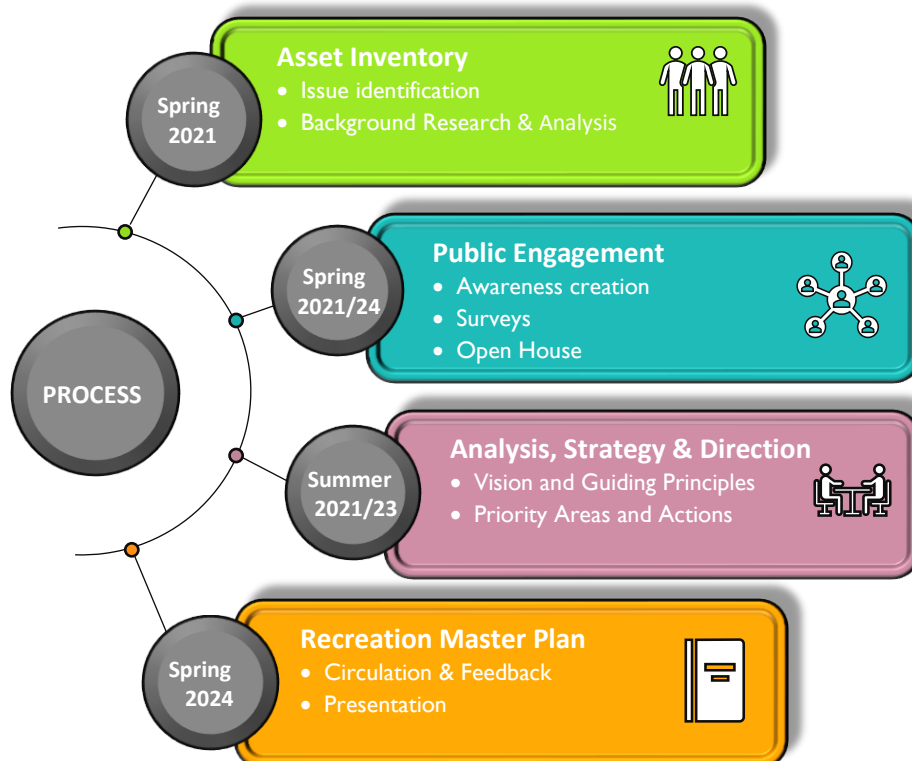 Asset Inventory
• Issue identification
• Background Research & Analysis
Spring
2021
Public Engagement
• Awareness creation
• Surveys
• Open House
Spring
2021/24
PROCESS
Analysis, Strategy & Direction
• Vision and Guiding Principles
• Priority Areas and Actions
Summer
2021/23
Recreation Master Plan
• Circulation & Feedback
• Presentation
Spring
2024